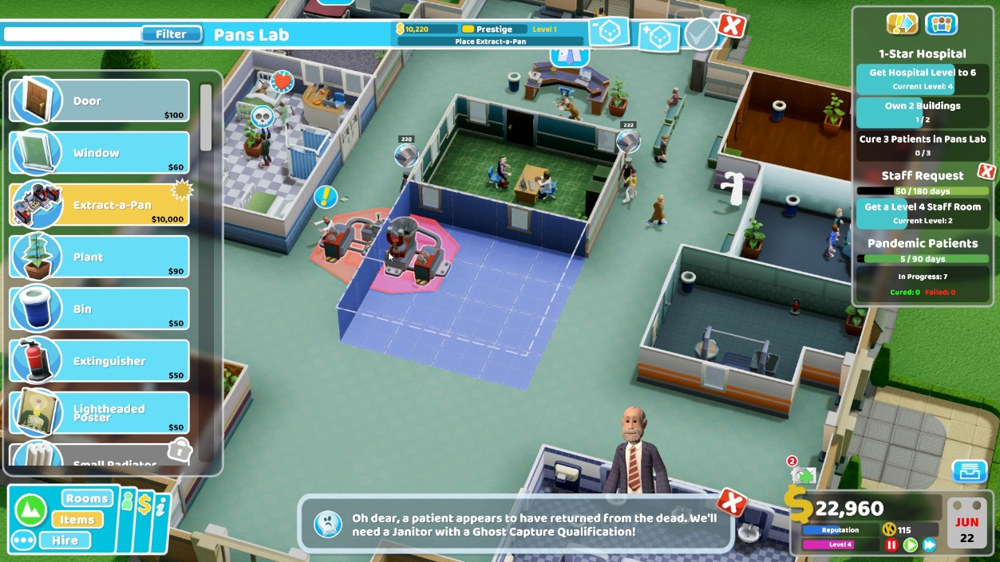 Filter
Pans Lab
$10,220
Prestige
Level 1
Place Extract-a-Pan
Door
$100
Window
$60
Extract-a-Pan
$10,000
Plant
$90
Bin
$50
Extinguisher
$50
Lightheaded
Poster
$50
Small Radiator
Rooms
Items
Hire
220
222
1-Star Hospital
Get Hospital Level to 6
Current Level: 4
Own 2 Buildings
1 / 2
Cure 3 Patients in Pans Lab
0 / 3
Staff Request
50 / 180 days
Get a Level 4 Staff Room
Current Level: 2
Pandemic Patients
5 / 90 days
In Progress: 7
Cured: 0 Failed: 0
Oh dear, a patient appears to have returned from the dead. We'll
need a Janitor with a Ghost Capture Qualification!
2
$22,960
Reputation
115
Level 4
JUN
22